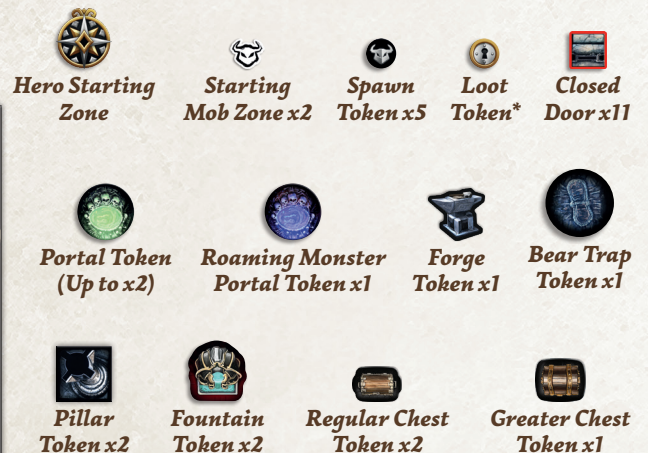 Hero Starting
Zone
Starting
Mob Zone x2
Spawn
Token x5
Loot
Token*
Closed
Door x11
Portal Token
(Up to x2)
Roaming Monster
Portal Token x1
Forge
Token x1
Bear Trap
Token x1
Pillar
Token x2
Fountain
Token x2
Regular Chest
Token x2
Greater Chest
Token x1